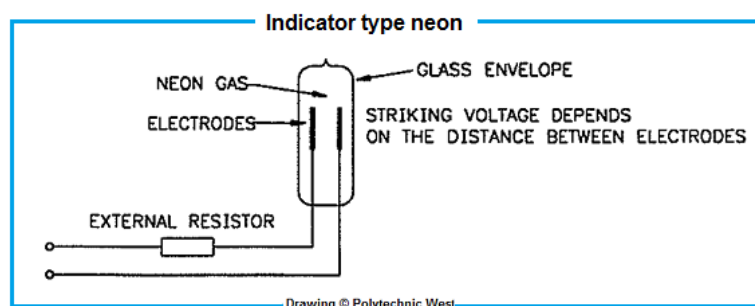 Indicator type neon
GLASS ENVELOPE
NEON GAS
ELECTRODES
STRIKING VOLTAGE DEPENDS
ON THE DISTANCE BETWEEN ELECTRODES
EXTERNAL RESISTOR
Drawing © Polytechnic West